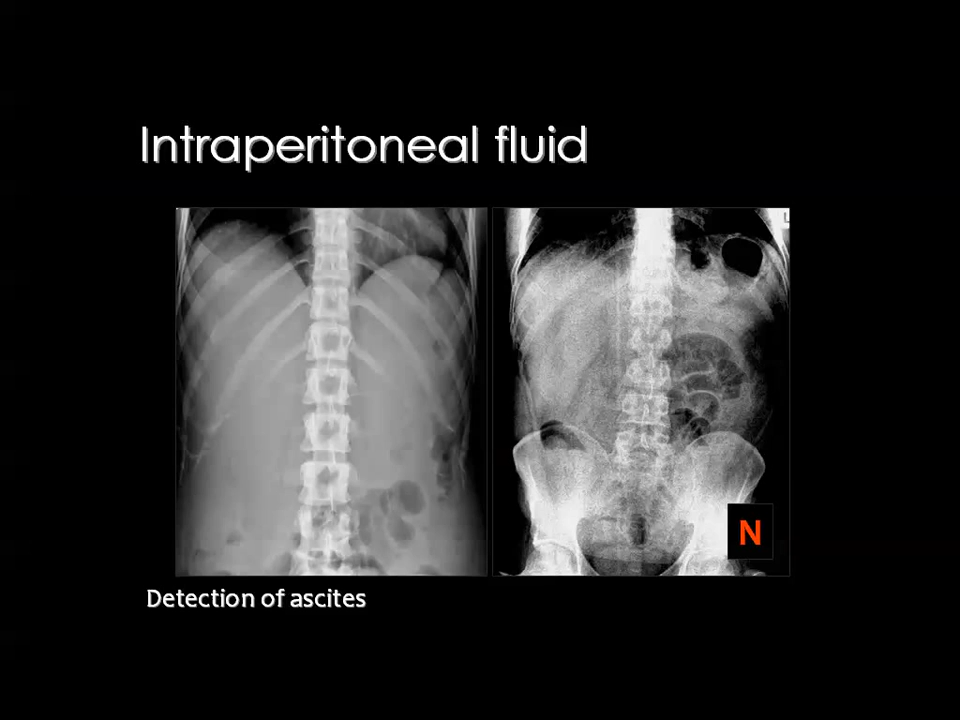 Intraperitoneal fluid
L
N
Detection of ascites